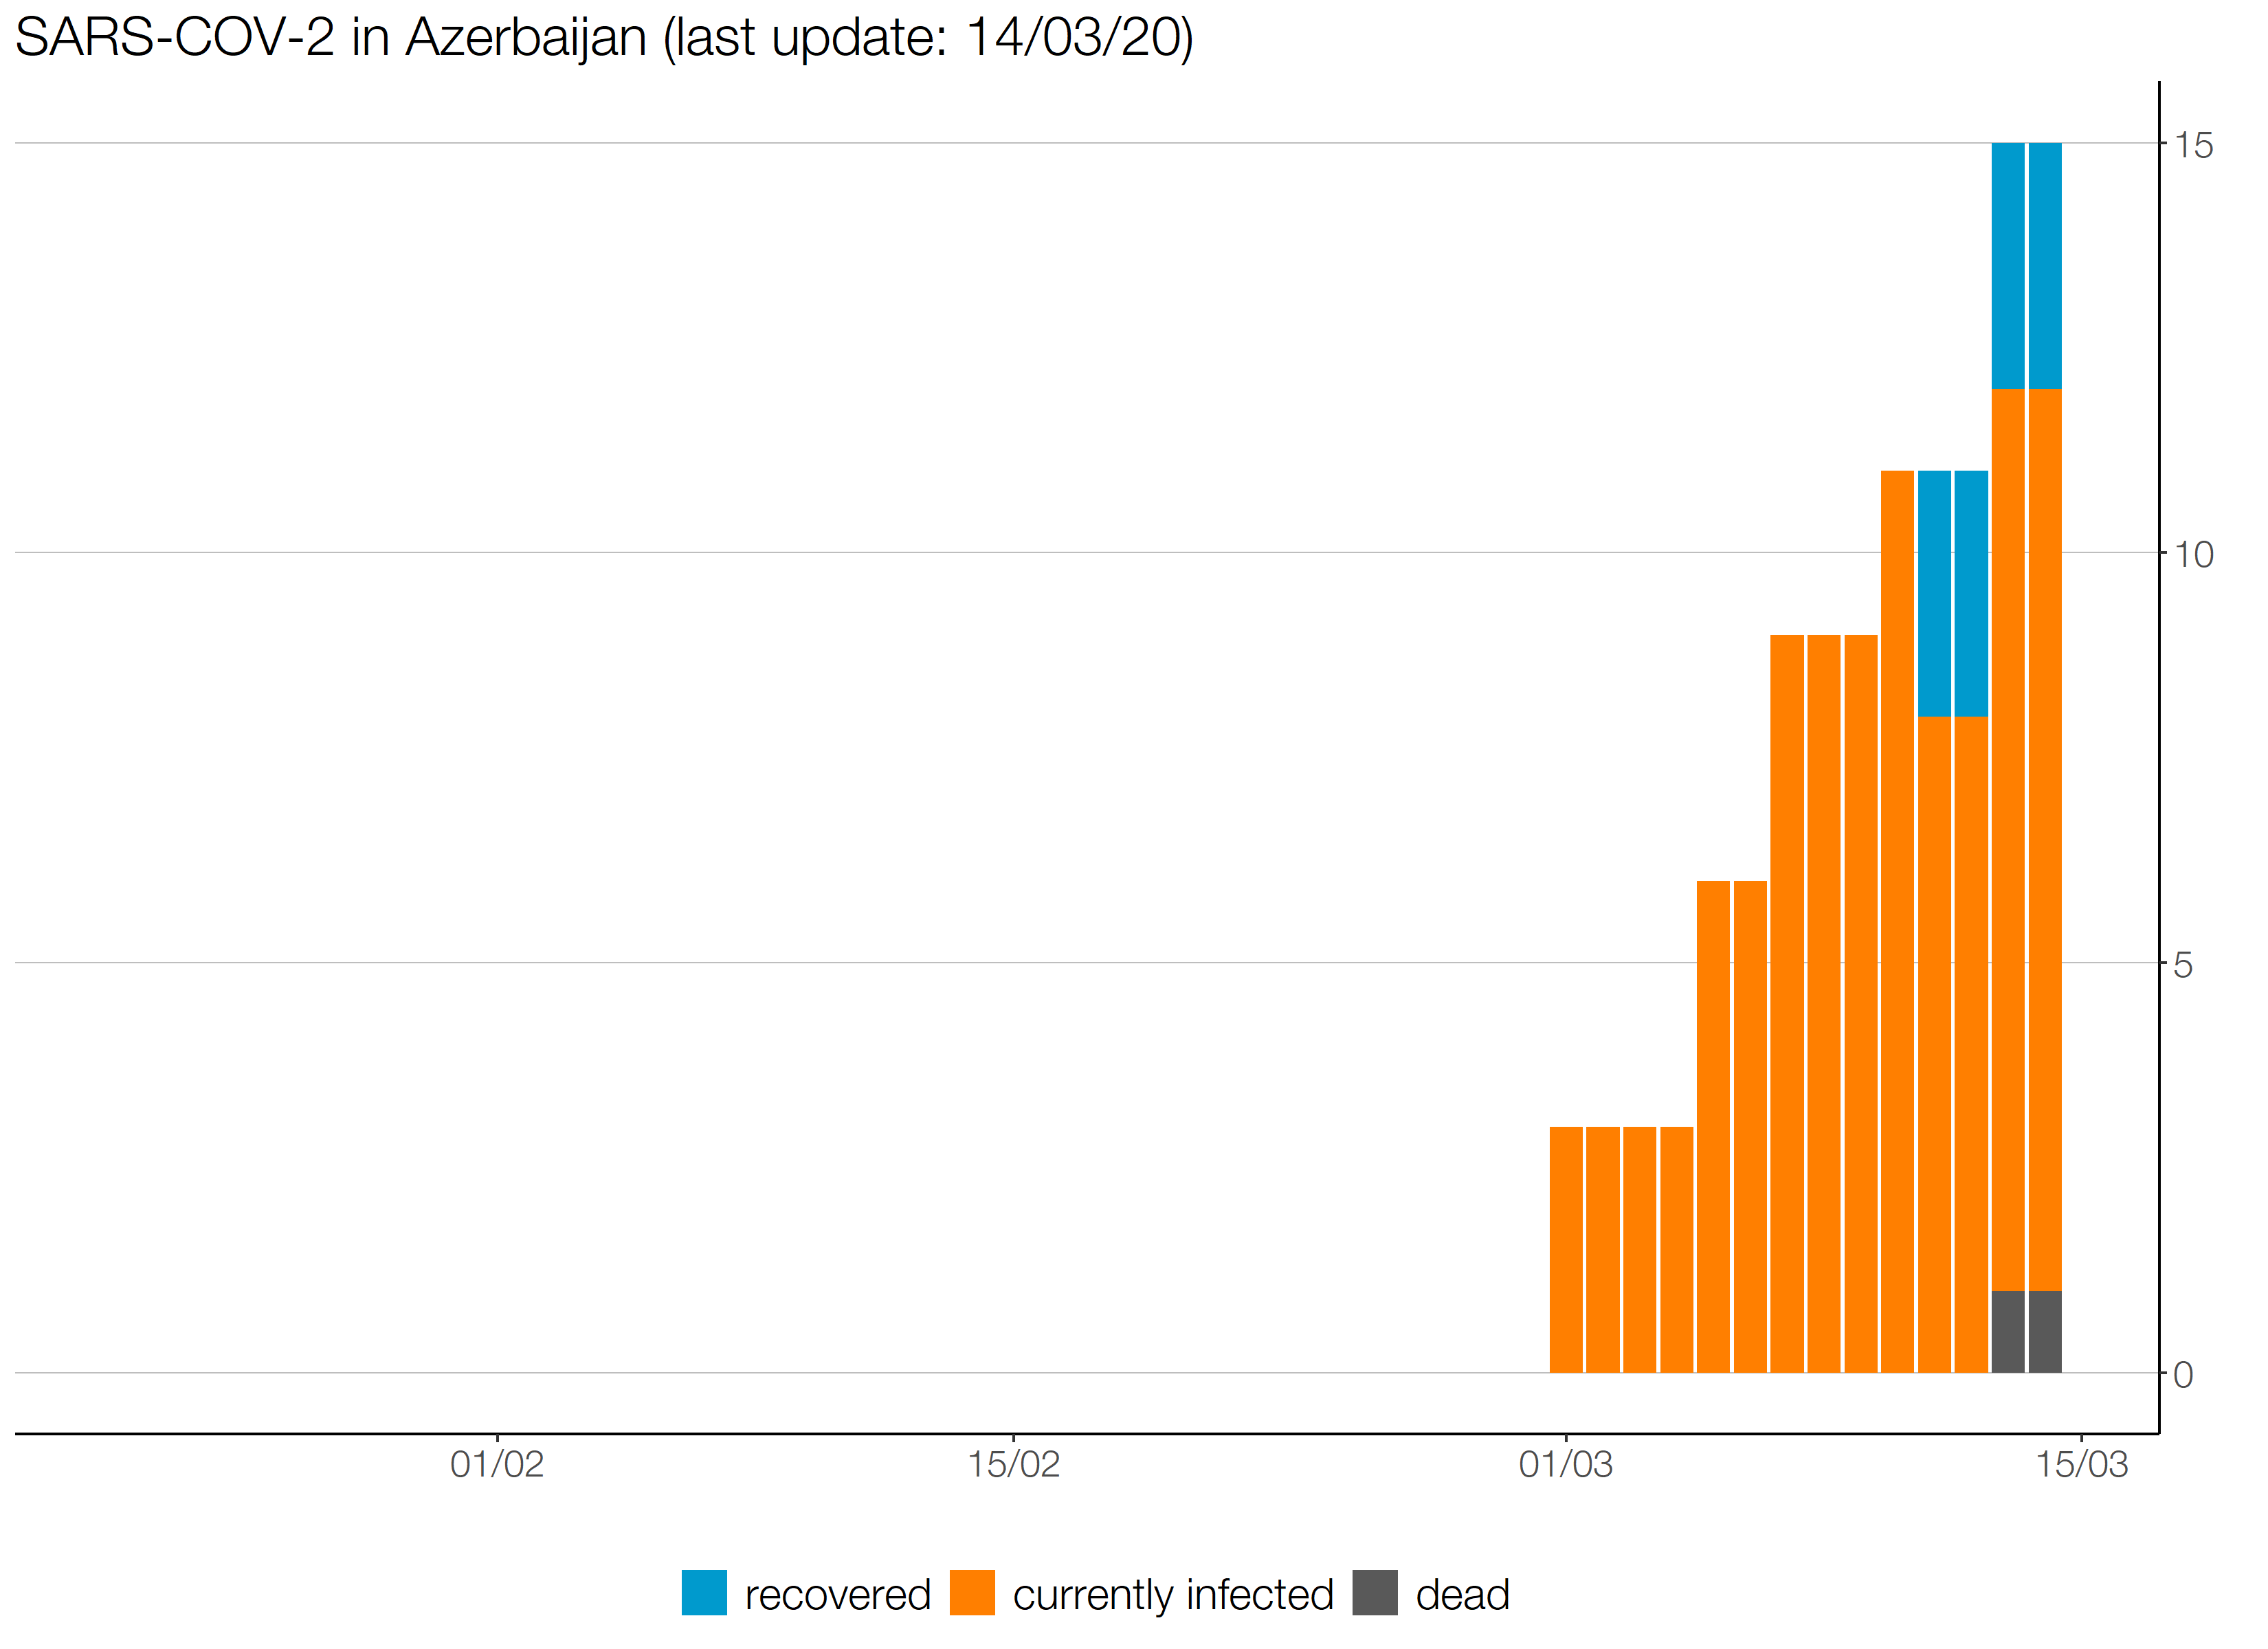 SARS-COV-2 in Azerbaijan (last update: 14/03/20)
15
10
5
0
01/02 15/02 01/03 15/03
recovered currently infected dead